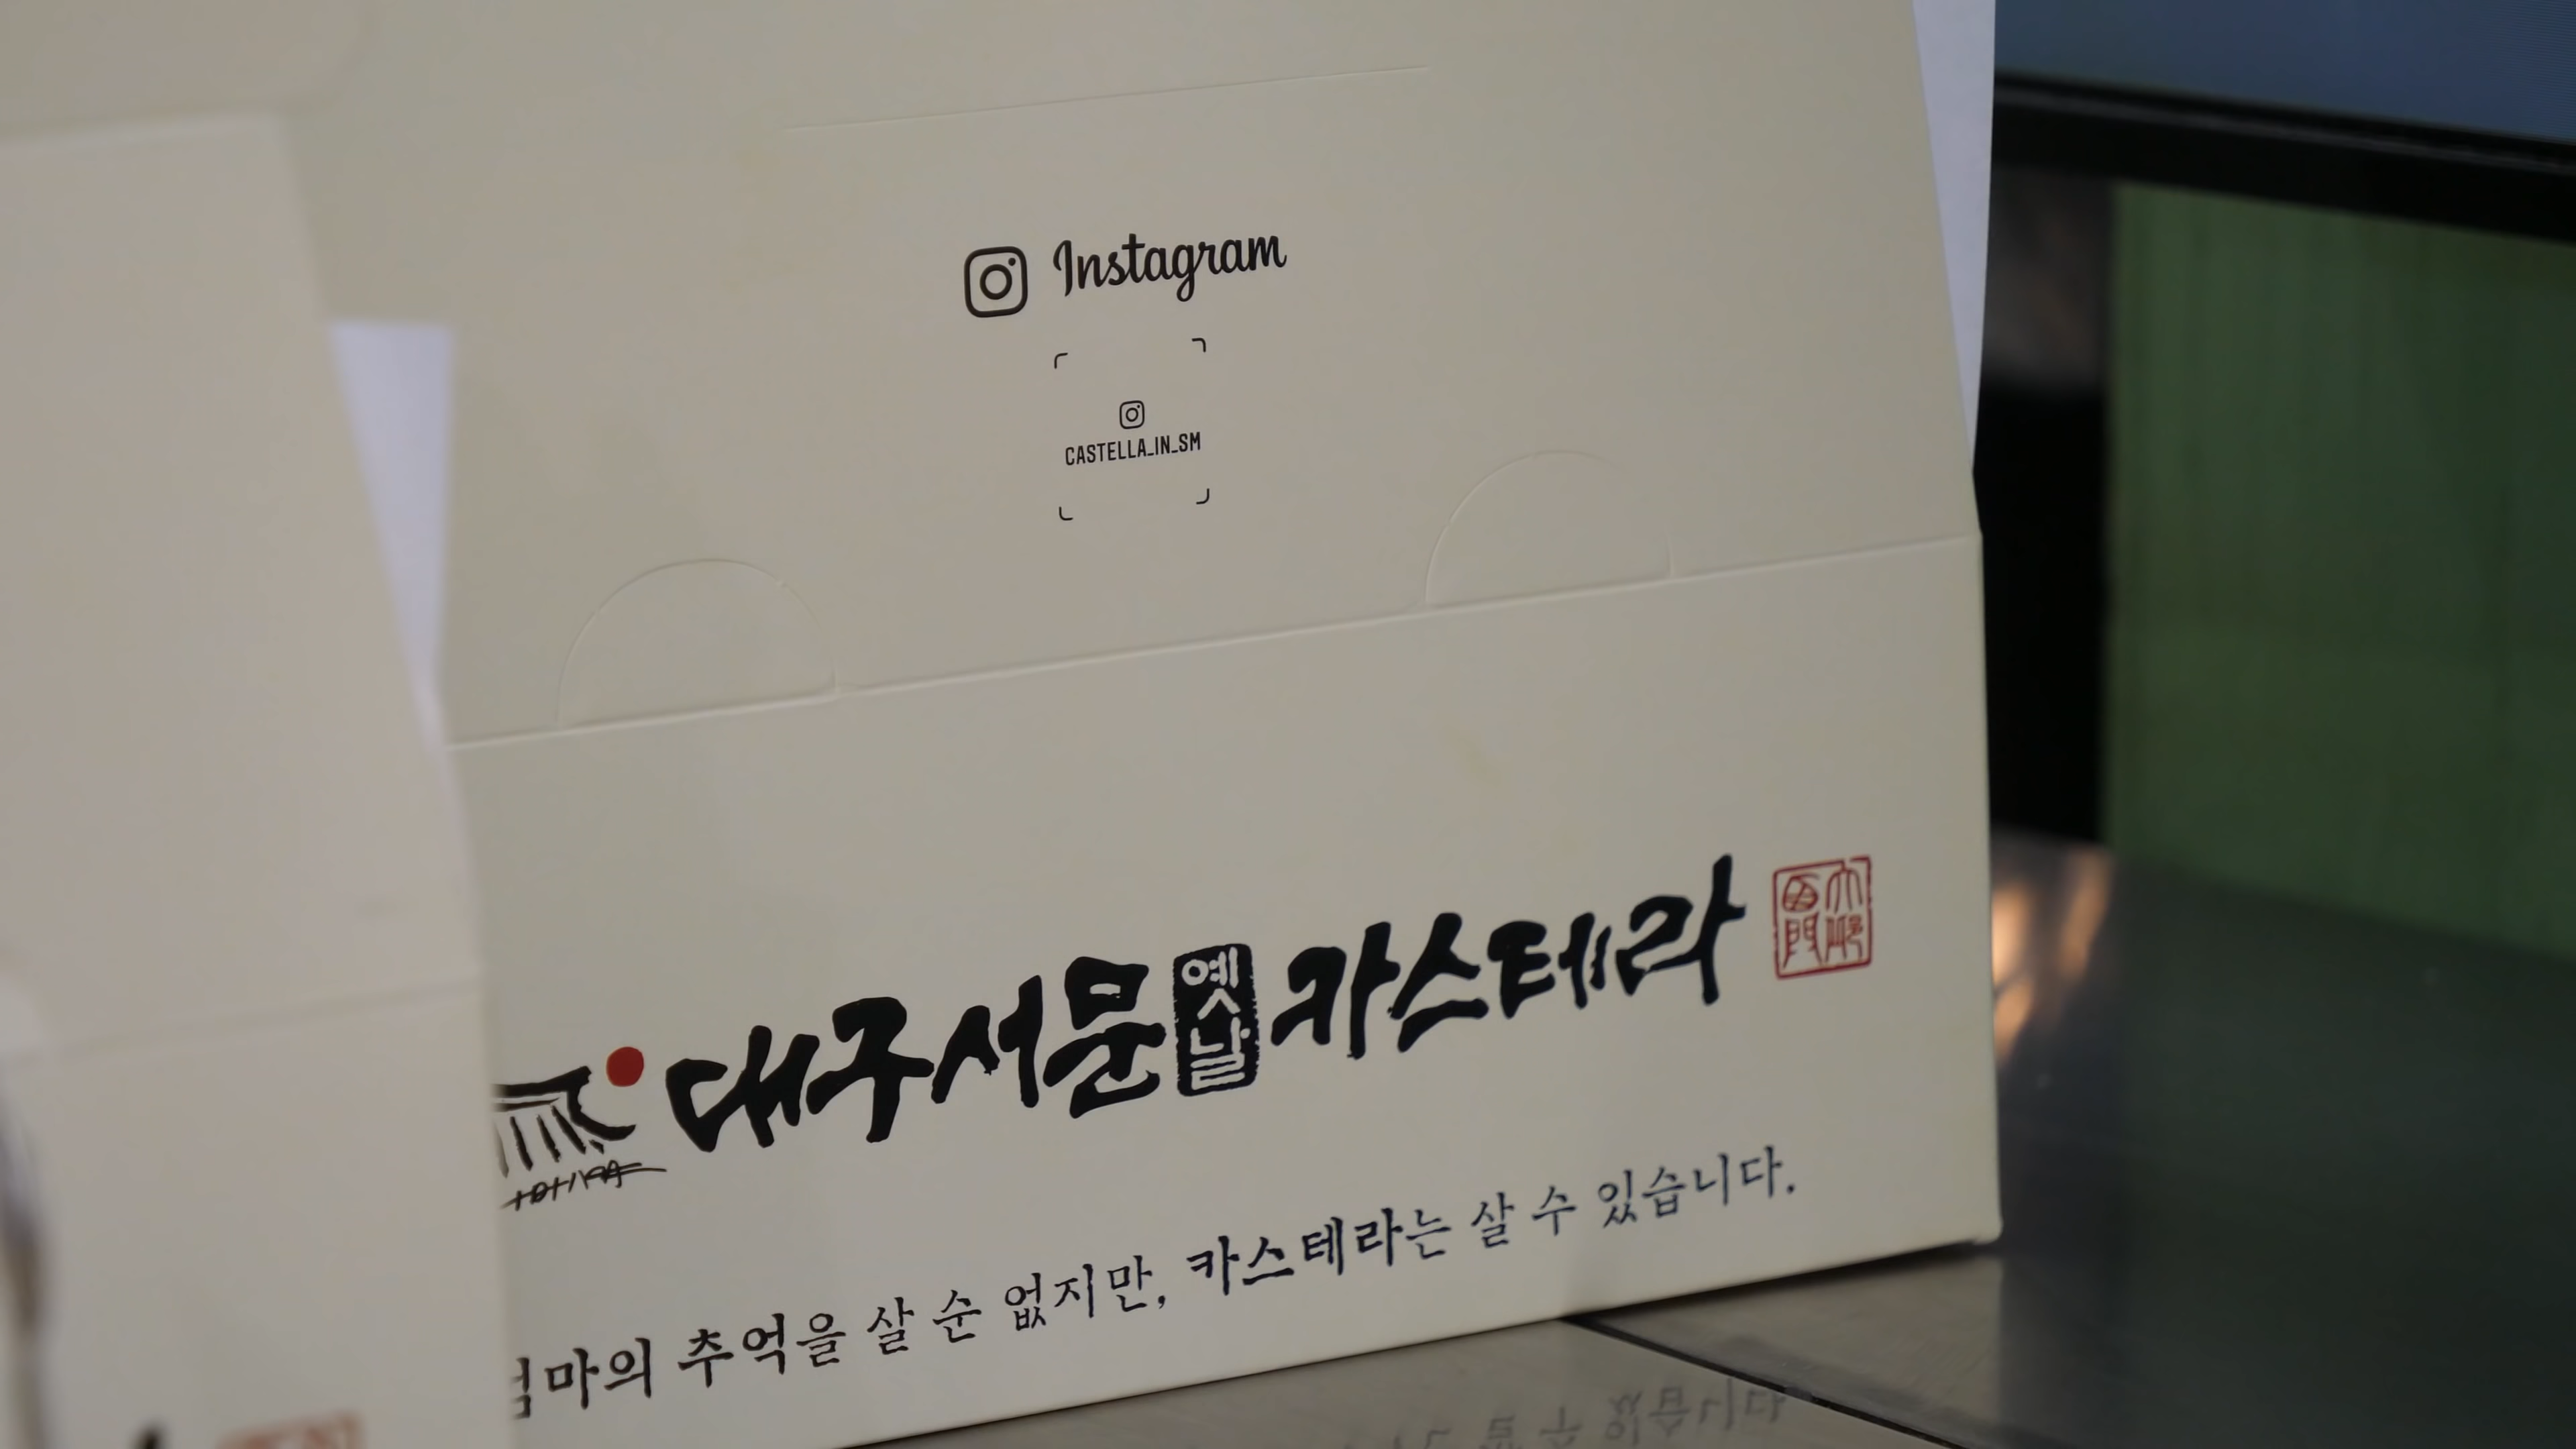 Instagram
CASTELLA_IN_SM
대구서문 옛날 카스테라
마의 추억을 살 순 없지만, 카스테라는 살 수 있습니다.